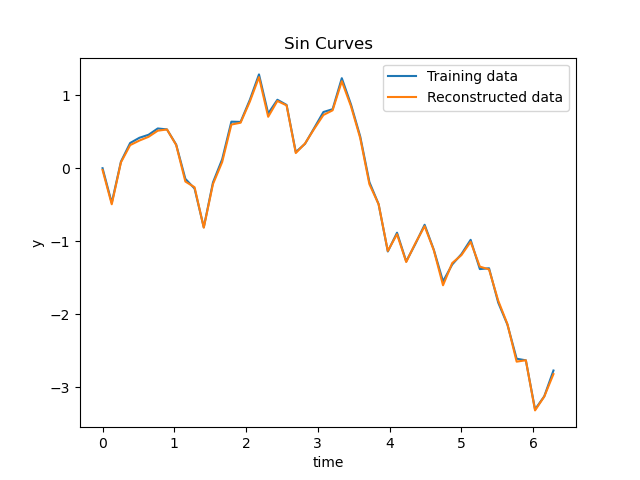 Sin Curves
Training data
Reconstructed data
y
1
0
−1
−2
−3
0 1 2 3 4 5 6
time